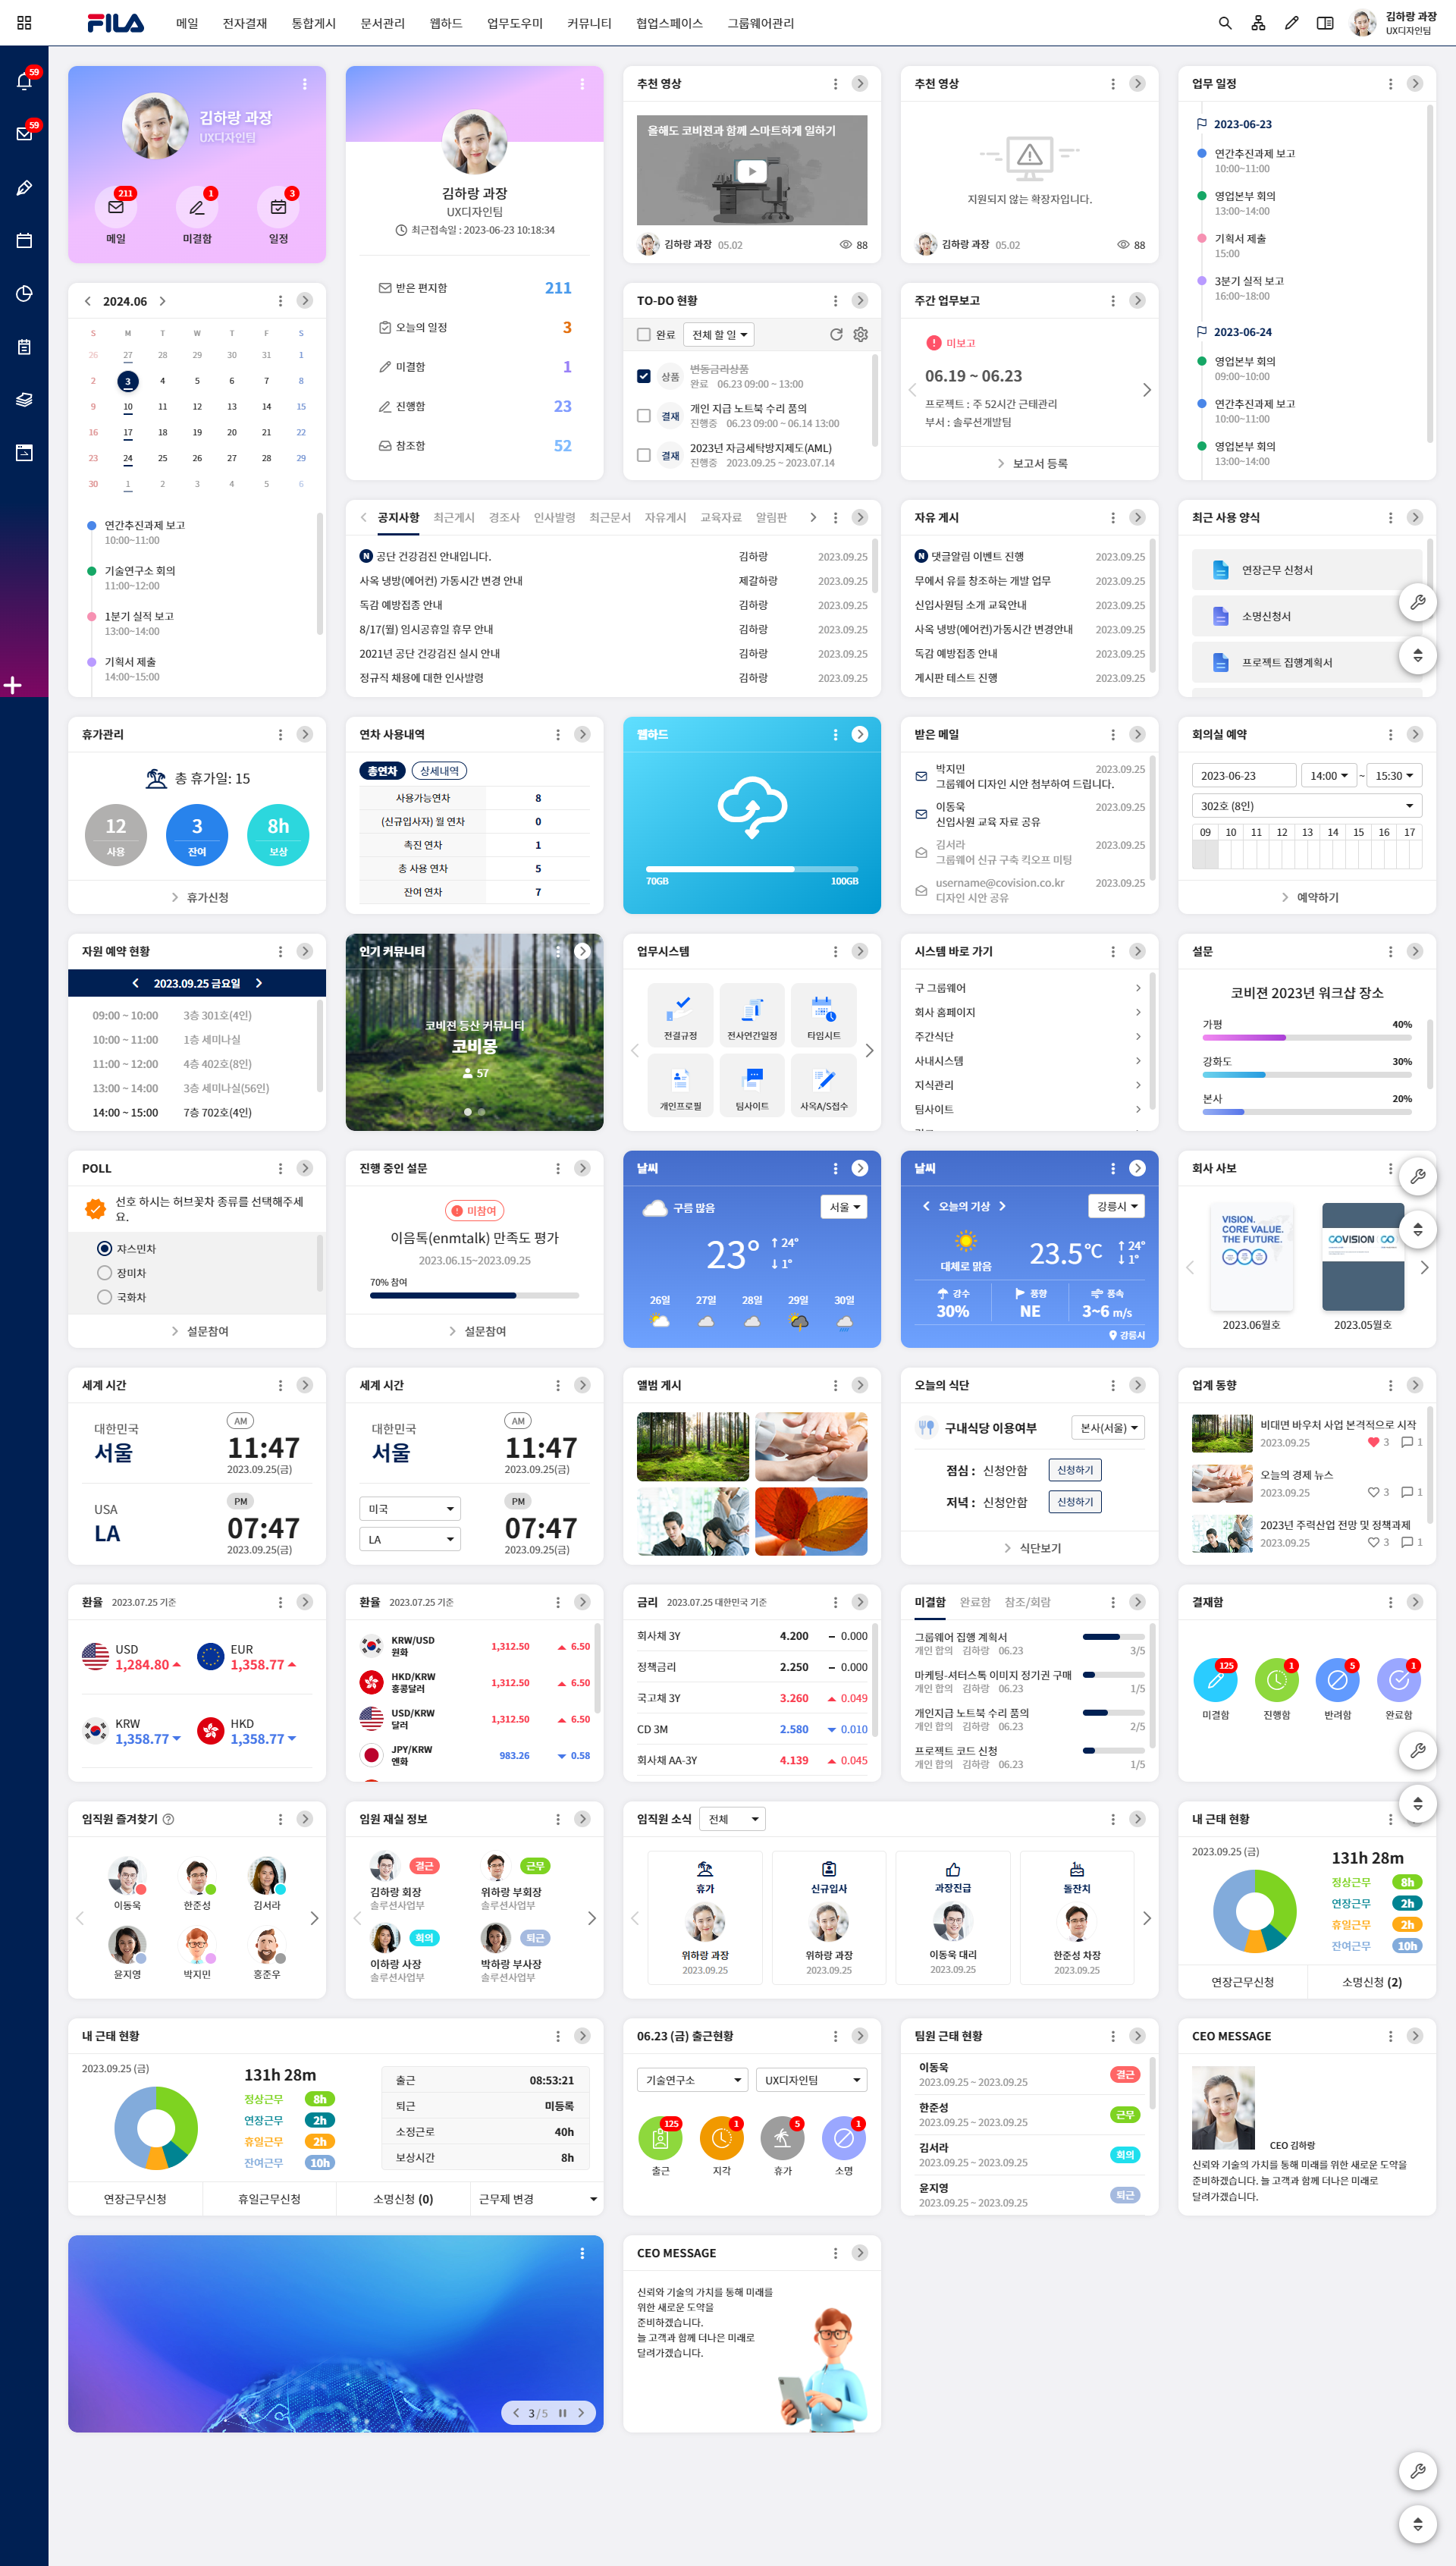 FILA 메일 전자결재 통합게시 문서관리 웹하드 업무도우미 커뮤니티 협업스페이스 그룹웨어관리
김하랑 과장
UX디자인팀
59
59
김하랑 과장
UX디자인팀
211 1 3
메일 미결함 일정
김하랑 과장
UX디자인팀
최근접속일 : 2023-06-23 10:18:34
받은 편지함 211
오늘의 일정 3
미결함 1
진행함 23
참조함 52
추천 영상
올해도 코비젼과 함께 스마트하게 일하기
김하랑 과장 05.02 88
추천 영상
지원되지 않는 확장자입니다.
김하랑 과장 05.02 88
업무 일정
2023-06-23
연간추진과제 보고
10:00~11:00
영업본부 회의
13:00~14:00
기획서 제출
15:00
3분기 실적 보고
16:00~18:00
2023-06-24
영업본부 회의
09:00~10:00
연간추진과제 보고
10:00~11:00
영업본부 회의
13:00~14:00
2024.06
S M T W T F S
26 27 28 29 30 31 1
2 3 4 5 6 7 8
9 10 11 12 13 14 15
16 17 18 19 20 21 22
23 24 25 26 27 28 29
30 1 2 3 4 5 6
연간추진과제 보고
10:00~11:00
기술연구소 회의
11:00~12:00
1분기 실적 보고
13:00~14:00
기획서 제출
14:00~15:00
TO-DO 현황
완료 전체 할 일
상품 변동금리상품
완료 06.23 09:00 ~ 13:00
결재 개인 지급 노트북 수리 품의
진행중 06.23 09:00 ~ 06.14 13:00
결재 2023년 자금세탁방지제도(AML)
진행중 2023.09.25 ~ 2023.07.14
주간 업무보고
미보고
06.19 ~ 06.23
프로젝트 : 주 52시간 근태관리
부서 : 솔루션개발팀
보고서 등록
공지사항 최근게시 경조사 인사발령 최근문서 자유게시 교육자료 알림판
N 공단 건강검진 안내입니다. 김하랑 2023.09.25
사옥 냉방(에어컨) 가동시간 변경 안내 제갈하랑 2023.09.25
독감 예방접종 안내 김하랑 2023.09.25
8/17(월) 임시공휴일 휴무 안내 김하랑 2023.09.25
2021년 공단 건강검진 실시 안내 김하랑 2023.09.25
정규직 채용에 대한 인사발령 김하랑 2023.09.25
자유 게시
N 댓글알림 이벤트 진행 2023.09.25
무에서 유를 창조하는 개발 업무 2023.09.25
신입사원팀 소개 교육안내 2023.09.25
사옥 냉방(에어컨)가동시간 변경안내 2023.09.25
독감 예방접종 안내 2023.09.25
게시판 테스트 진행 2023.09.25
최근 사용 양식
연장근무 신청서
소명신청서
프로젝트 집행계획서
휴가관리
총 휴가일: 15
12 3 8h
사용 잔여 보상
휴가신청
연차 사용내역
총연차 상세내역
사용가능연차 8
(신규입사자) 월 연차 0
촉진 연차 1
총 사용 연차 5
잔여 연차 7
웹하드
70GB 100GB
받은 메일
박지민 2023.09.25
그룹웨어 디자인 시안 첨부하여 드립니다.
이동욱 2023.09.25
신입사원 교육 자료 공유
김서라 2023.09.25
그룹웨어 신규 구축 킥오프 미팅
username@covision.co.kr 2023.09.25
디자인 시안 공유
회의실 예약
2023-06-23 14:00 ~ 15:30
302호 (8인)
09 10 11 12 13 14 15 16 17
예약하기
자원 예약 현황
2023.09.25 금요일
09:00 ~ 10:00 3층 301호(4인)
10:00 ~ 11:00 1층 세미나실
11:00 ~ 12:00 4층 402호(8인)
13:00 ~ 14:00 3층 세미나실(56인)
14:00 ~ 15:00 7층 702호(4인)
인기 커뮤니티
코비젼 등산 커뮤니티
코비몽
57
업무시스템
전결규정 전사연간일정 타임시트
개인프로필 팀사이트 사옥A/S접수
시스템 바로 가기
구 그룹웨어
회사 홈페이지
주간식단
사내시스템
지식관리
팀사이트
설문
코비젼 2023년 워크샵 장소
가평 40%
강화도 30%
본사 20%
POLL
선호 하시는 허브꽃차 종류를 선택해주세
요.
쟈스민차
장미차
국화차
설문참여
진행 중인 설문
미참여
이음톡(enmtalk) 만족도 평가
2023.06.15~2023.09.25
70% 참여
설문참여
날씨
구름 많음 서울
23° ↑ 24°
↓ 1°
26일 27일 28일 29일 30일
날씨
오늘의 기상 강릉시
대체로 맑음 23.5℃ ↑ 24°
↓ 1°
강수 풍향 풍속
30% NE 3~6 m/s
강릉시
회사 사보
VISION.
CORE VALUE.
THE FUTURE.
COVISION GO
2023.06월호 2023.05월호
세계 시간
대한민국 AM
서울 11:47
2023.09.25(금)
USA PM
LA 07:47
2023.09.25(금)
세계 시간
대한민국 AM
서울 11:47
2023.09.25(금)
미국 PM
LA 07:47
2023.09.25(금)
앨범 게시
오늘의 식단
구내식당 이용여부 본사(서울)
점심 : 신청안함 신청하기
저녁 : 신청안함 신청하기
식단보기
업계 동향
비대면 바우처 사업 본격적으로 시작
2023.09.25 3 1
오늘의 경제 뉴스
2023.09.25 3 1
2023년 주력산업 전망 및 정책과제
2023.09.25 3 1
환율 2023.07.25 기준
USD EUR
1,284.80 1,358.77
KRW HKD
1,358.77 1,358.77
환율 2023.07.25 기준
KRW/USD 1,312.50 6.50
원화
HKD/KRW 1,312.50 6.50
홍콩달러
USD/KRW 1,312.50 6.50
달러
JPY/KRW 983.26 0.58
엔화
금리 2023.07.25 대한민국 기준
회사채 3Y 4.200 – 0.000
정책금리 2.250 – 0.000
국고채 3Y 3.260 0.049
CD 3M 2.580 0.010
회사채 AA-3Y 4.139 0.045
미결함 완료함 참조/회람
그룹웨어 집행 계획서
개인 합의 김하랑 06.23 3/5
마케팅-셔터스톡 이미지 정기권 구매
개인 합의 김하랑 06.23 1/5
개인지급 노트북 수리 품의
개인 합의 김하랑 06.23 2/5
프로젝트 코드 신청
개인 합의 김하랑 06.23 1/5
결재함
125 1 5 1
미결함 진행함 반려함 완료함
임직원 즐겨찾기
이동욱 한준성 김서라
윤지영 박지민 홍준우
임원 재실 정보
결근 근무
김하랑 회장 위하랑 부회장
솔루션사업부 솔루션사업부
회의 퇴근
이하랑 사장 박하랑 부사장
솔루션사업부 솔루션사업부
임직원 소식 전체
휴가 신규입사 과장진급 돌잔치
위하랑 과장 위하랑 과장 이동욱 대리 한준성 차장
2023.09.25 2023.09.25 2023.09.25 2023.09.25
내 근태 현황
2023.09.25 (금)
131h 28m
정상근무 8h
연장근무 2h
휴일근무 2h
잔여근무 10h
연장근무신청 소명신청 (2)
내 근태 현황
2023.09.25 (금)
131h 28m
정상근무 8h
연장근무 2h
휴일근무 2h
잔여근무 10h
출근 08:53:21
퇴근 미등록
소정근로 40h
보상시간 8h
연장근무신청 휴일근무신청 소명신청 (0) 근무제 변경
06.23 (금) 출근현황
기술연구소 UX디자인팀
125 1 5 1
출근 지각 휴가 소명
팀원 근태 현황
이동욱 결근
2023.09.25 ~ 2023.09.25
한준성 근무
2023.09.25 ~ 2023.09.25
김서라 회의
2023.09.25 ~ 2023.09.25
윤지영 퇴근
2023.09.25 ~ 2023.09.25
CEO MESSAGE
CEO 김하랑
신뢰와 기술의 가치를 통해 미래를 위한 새로운 도약을
준비하겠습니다. 늘 고객과 함께 더나은 미래로
달려가겠습니다.
3 / 5
CEO MESSAGE
신뢰와 기술의 가치를 통해 미래를
위한 새로운 도약을
준비하겠습니다.
늘 고객과 함께 더나은 미래로
달려가겠습니다.